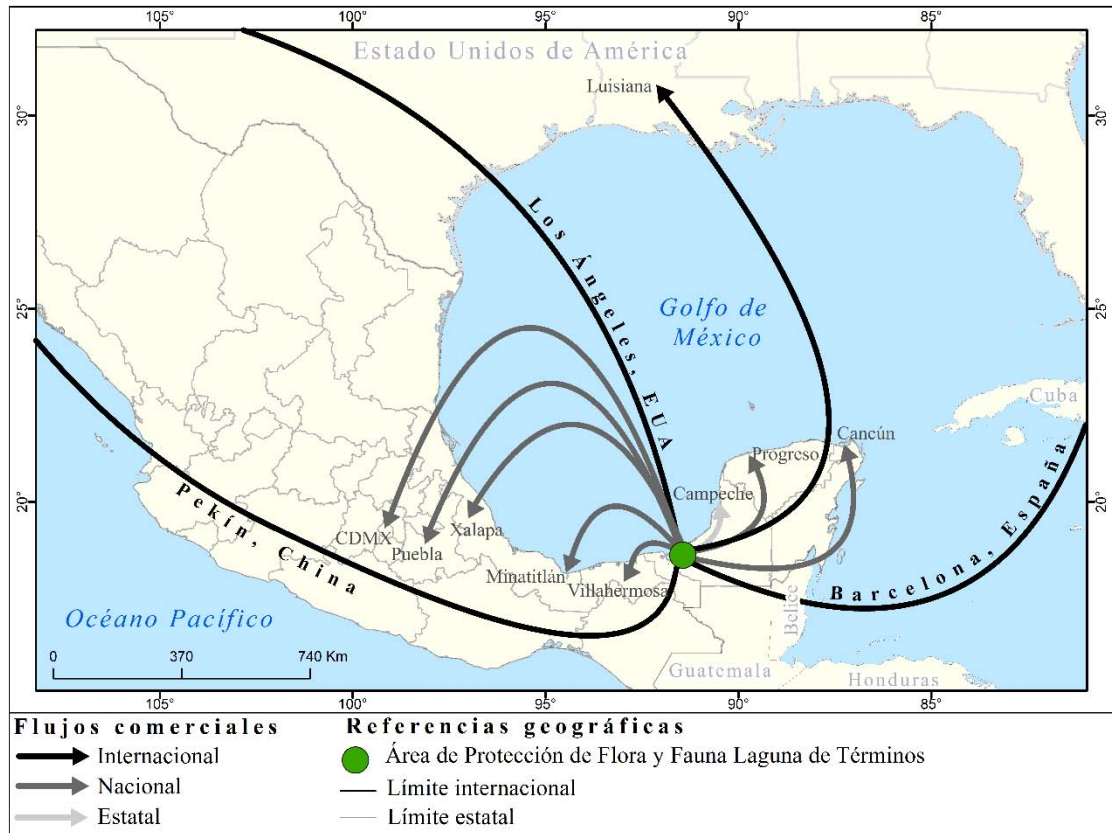 105° 100° 95° 90° 85°
Estado Unidos de América
Luisiana
30° 30°
Los Ángeles, EUA
25° 25°
Golfo de
México
Cuba
Cancún
Progreso
Campeche
20° 20°
CDMX
Puebla
Xalapa
Minatitlán
Villahermosa
Pekín, China
Barcelona, España
Belice
Océano Pacífico
Guatemala
Honduras
0 370 740 Km
105° 100° 95° 90° 85°
Flujos comerciales
Internacional
Nacional
Estatal
Referencias geográficas
Área de Protección de Flora y Fauna Laguna de Términos
Límite internacional
Límite estatal